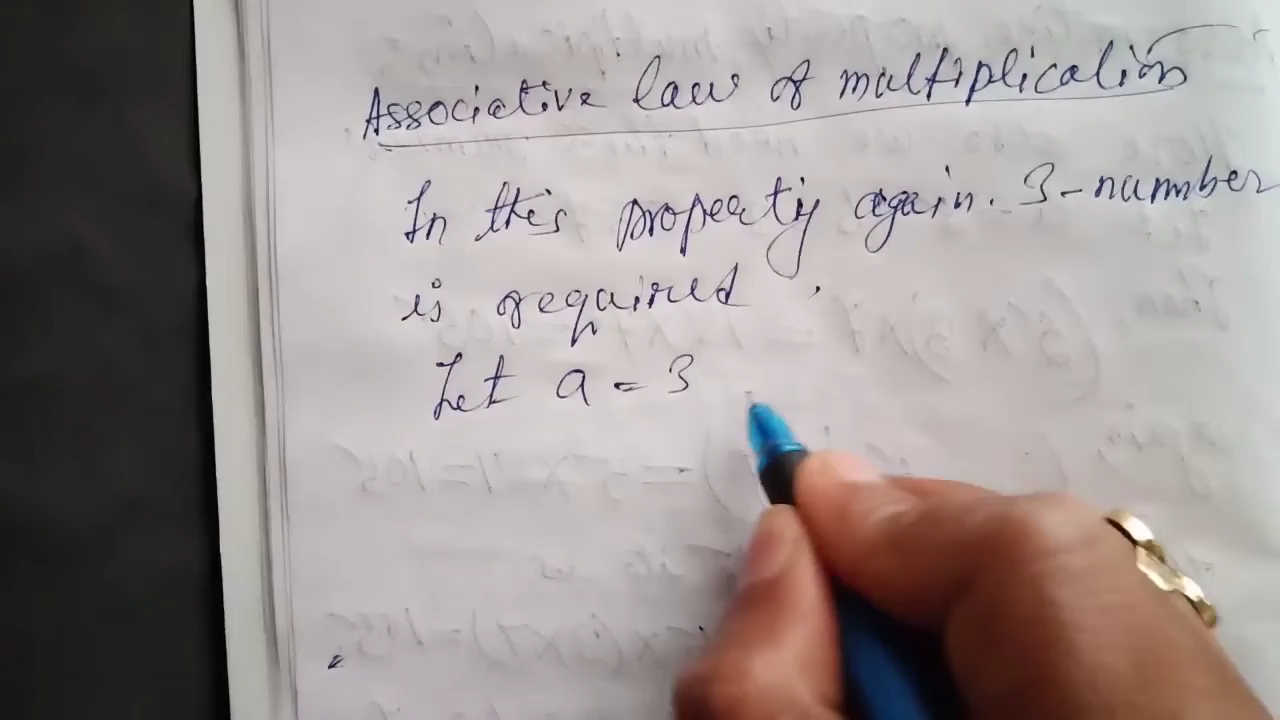 Associative law of multiplication
In this property again. 3-number
is required.
Let a = 3